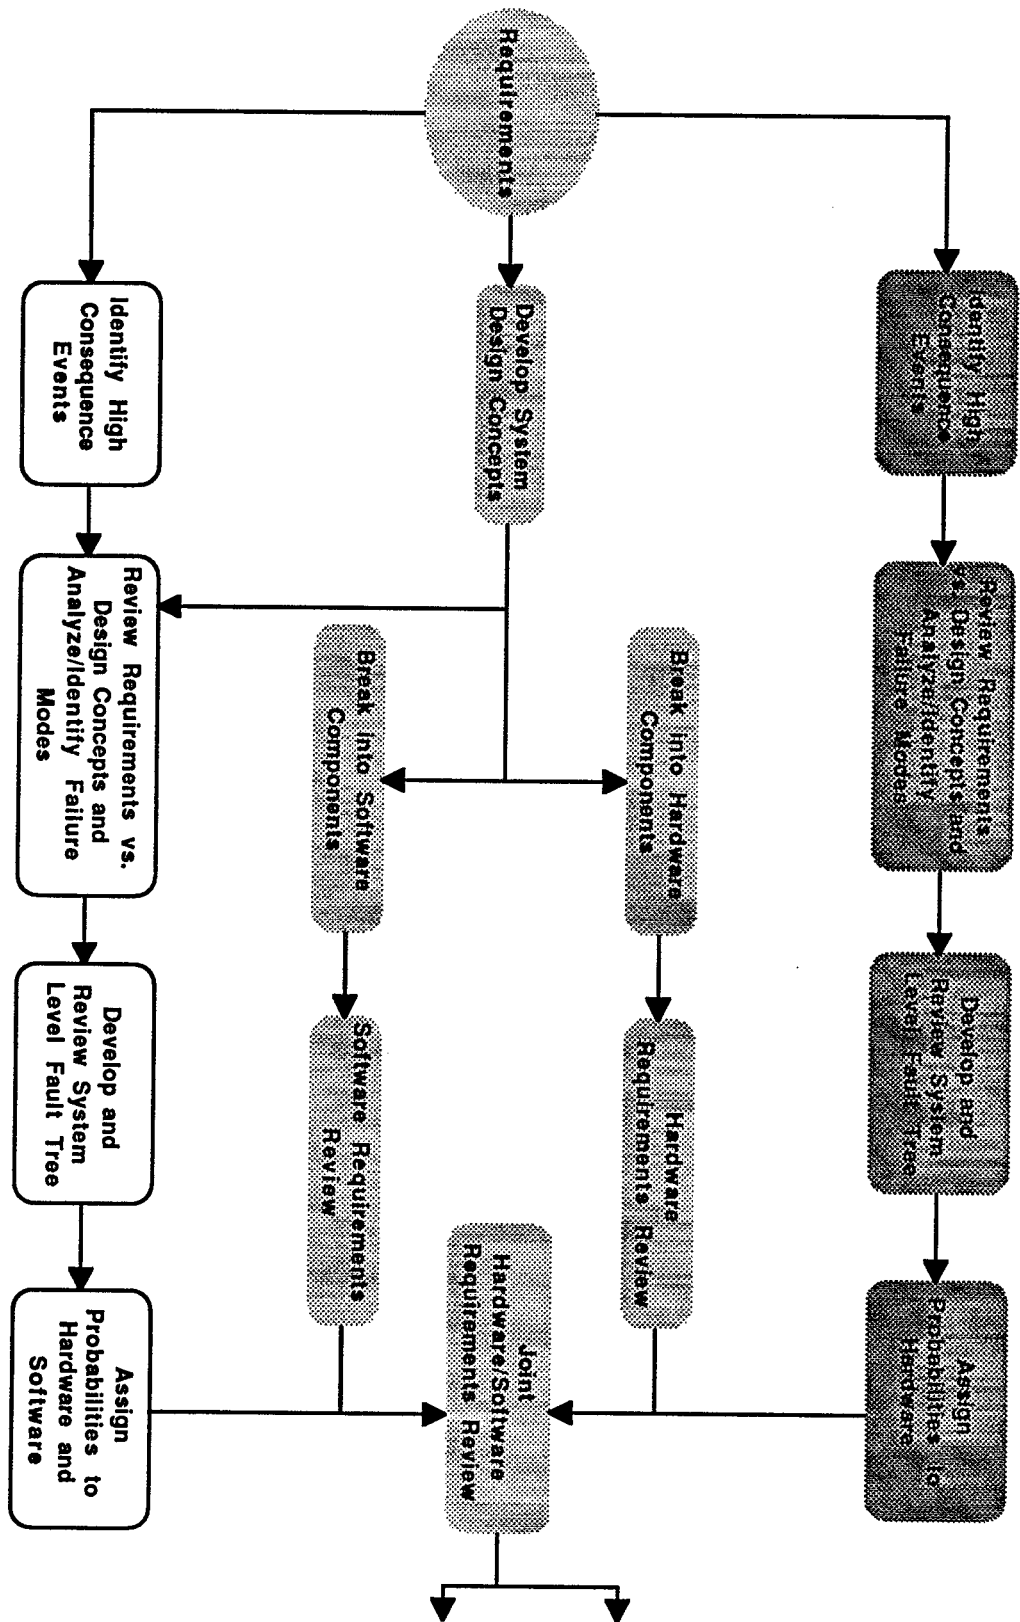 Identify High
Consequence
Events
Review Requirements
vs. Design Concepts and
Analyze/Identify
Failure Modes
Develop and
Review System
Level Fault Tree
Assign
Probabilities to
Hardware
Break into Hardware
Components
Hardware
Requirements Review
Requirements
Develop System
Design Concepts
Joint
Hardware/Software
Requirements Review
Break into Software
Components
Software Requirements
Review
Identify High
Consequence
Events
Review Requirements vs.
Design Concepts and
Analyze/Identify Failure
Modes
Develop and
Review System
Level Fault Tree
Assign
Probabilities to
Hardware and
Software